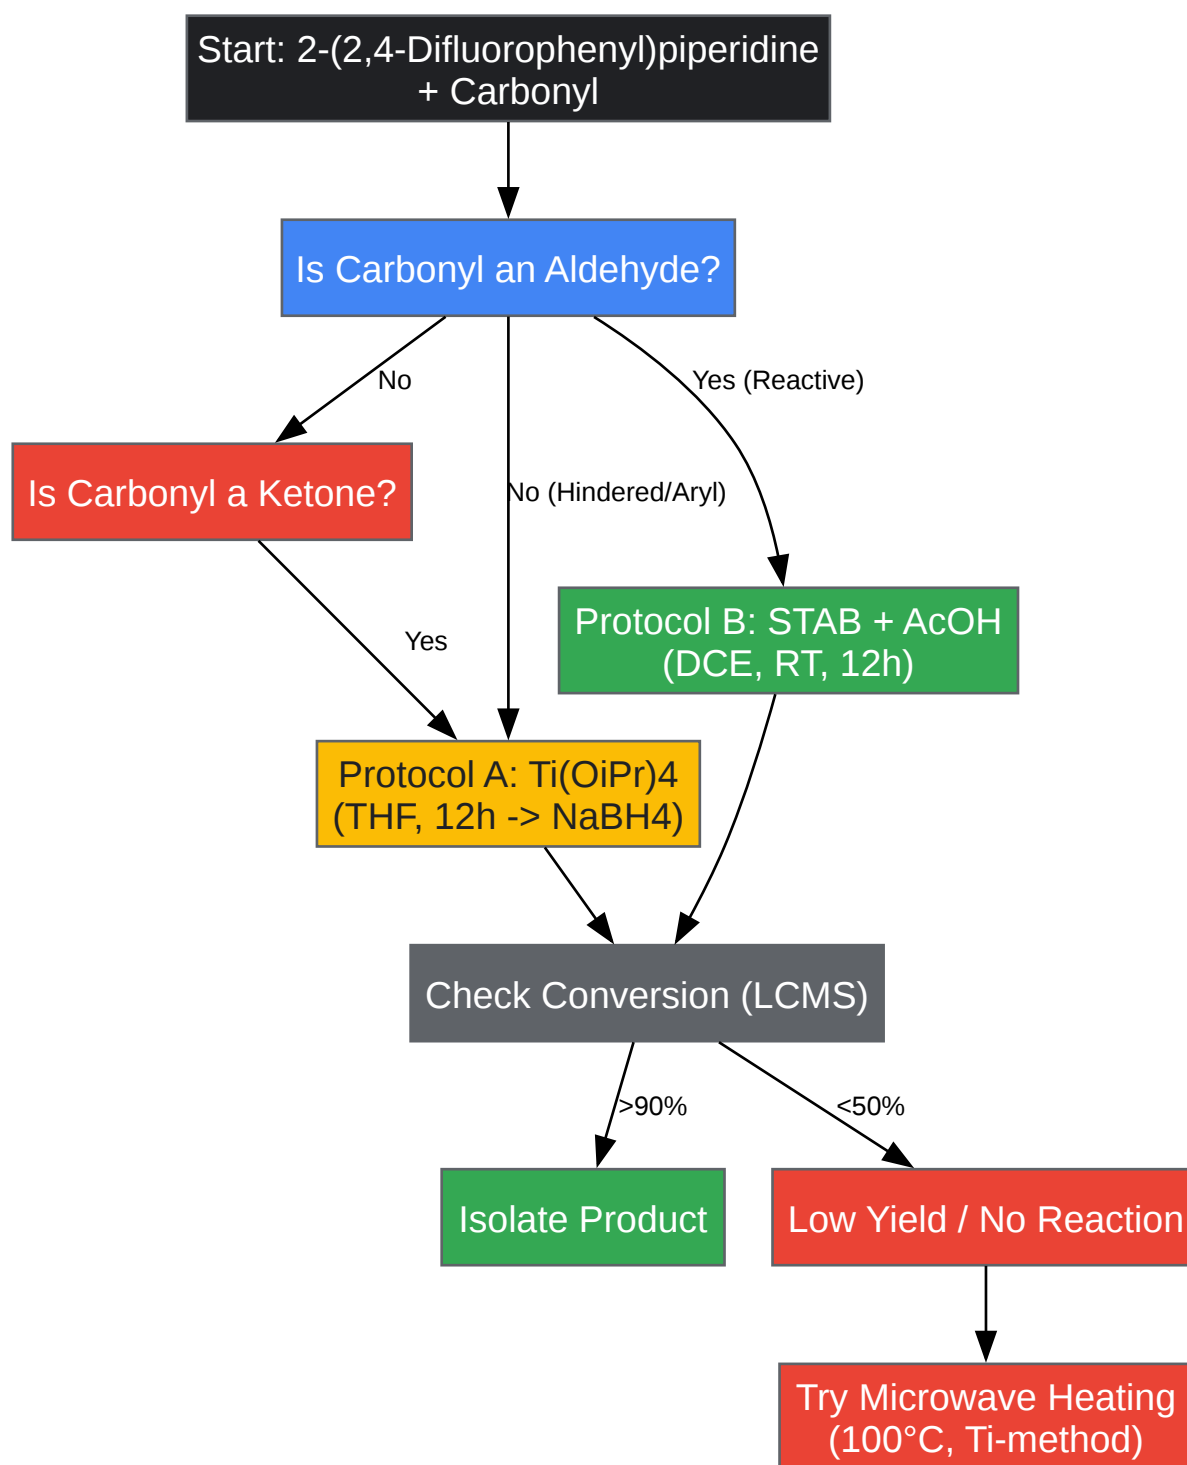 Start: 2-(2,4-Difluorophenyl)piperidine
+ Carbonyl
Is Carbonyl an Aldehyde?
No
Yes (Reactive)
Is Carbonyl a Ketone?
No (Hindered/Aryl)
Yes
Protocol B: STAB + AcOH
(DCE, RT, 12h)
Protocol A: Ti(OiPr)4
(THF, 12h -> NaBH4)
Check Conversion (LCMS)
>90%
<50%
Isolate Product
Low Yield / No Reaction
Try Microwave Heating
(100°C, Ti-method)